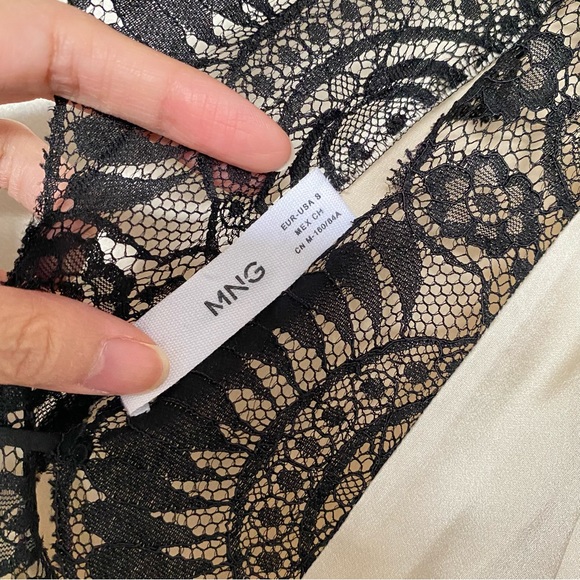 MNG
EUR-USA S
MEX CH
CN M-160/84A